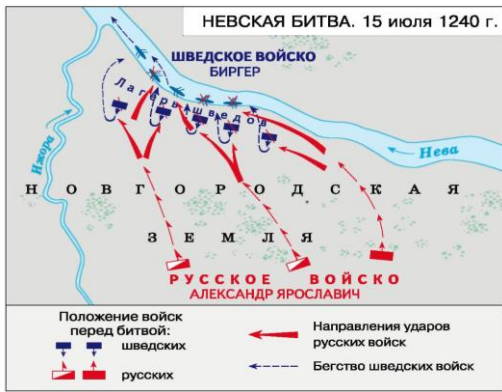 НЕВСКАЯ БИТВА. 15 июля 1240 г.
ШВЕДСКОЕ ВОЙСКО
БИРГЕР
Лагерь шведов
Ижора
Нева
НОВГОРОДСКАЯ
ЗЕМЛЯ
РУССКОЕ ВОЙСКО
АЛЕКСАНДР ЯРОСЛАВИЧ
Положение войск
перед битвой:
шведских
русских
Направления ударов
русских войск
Бегство шведских войск